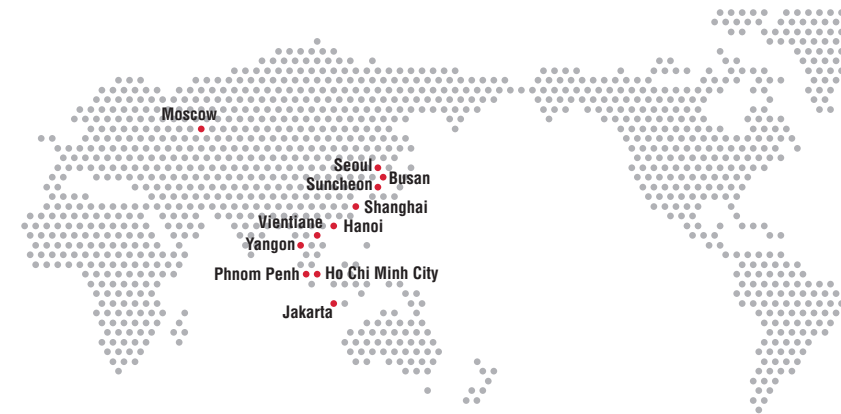 Moscow
Seoul
Busan
Suncheon
Shanghai
Vientiane
Hanoi
Yangon
Phnom Penh
Ho Chi Minh City
Jakarta